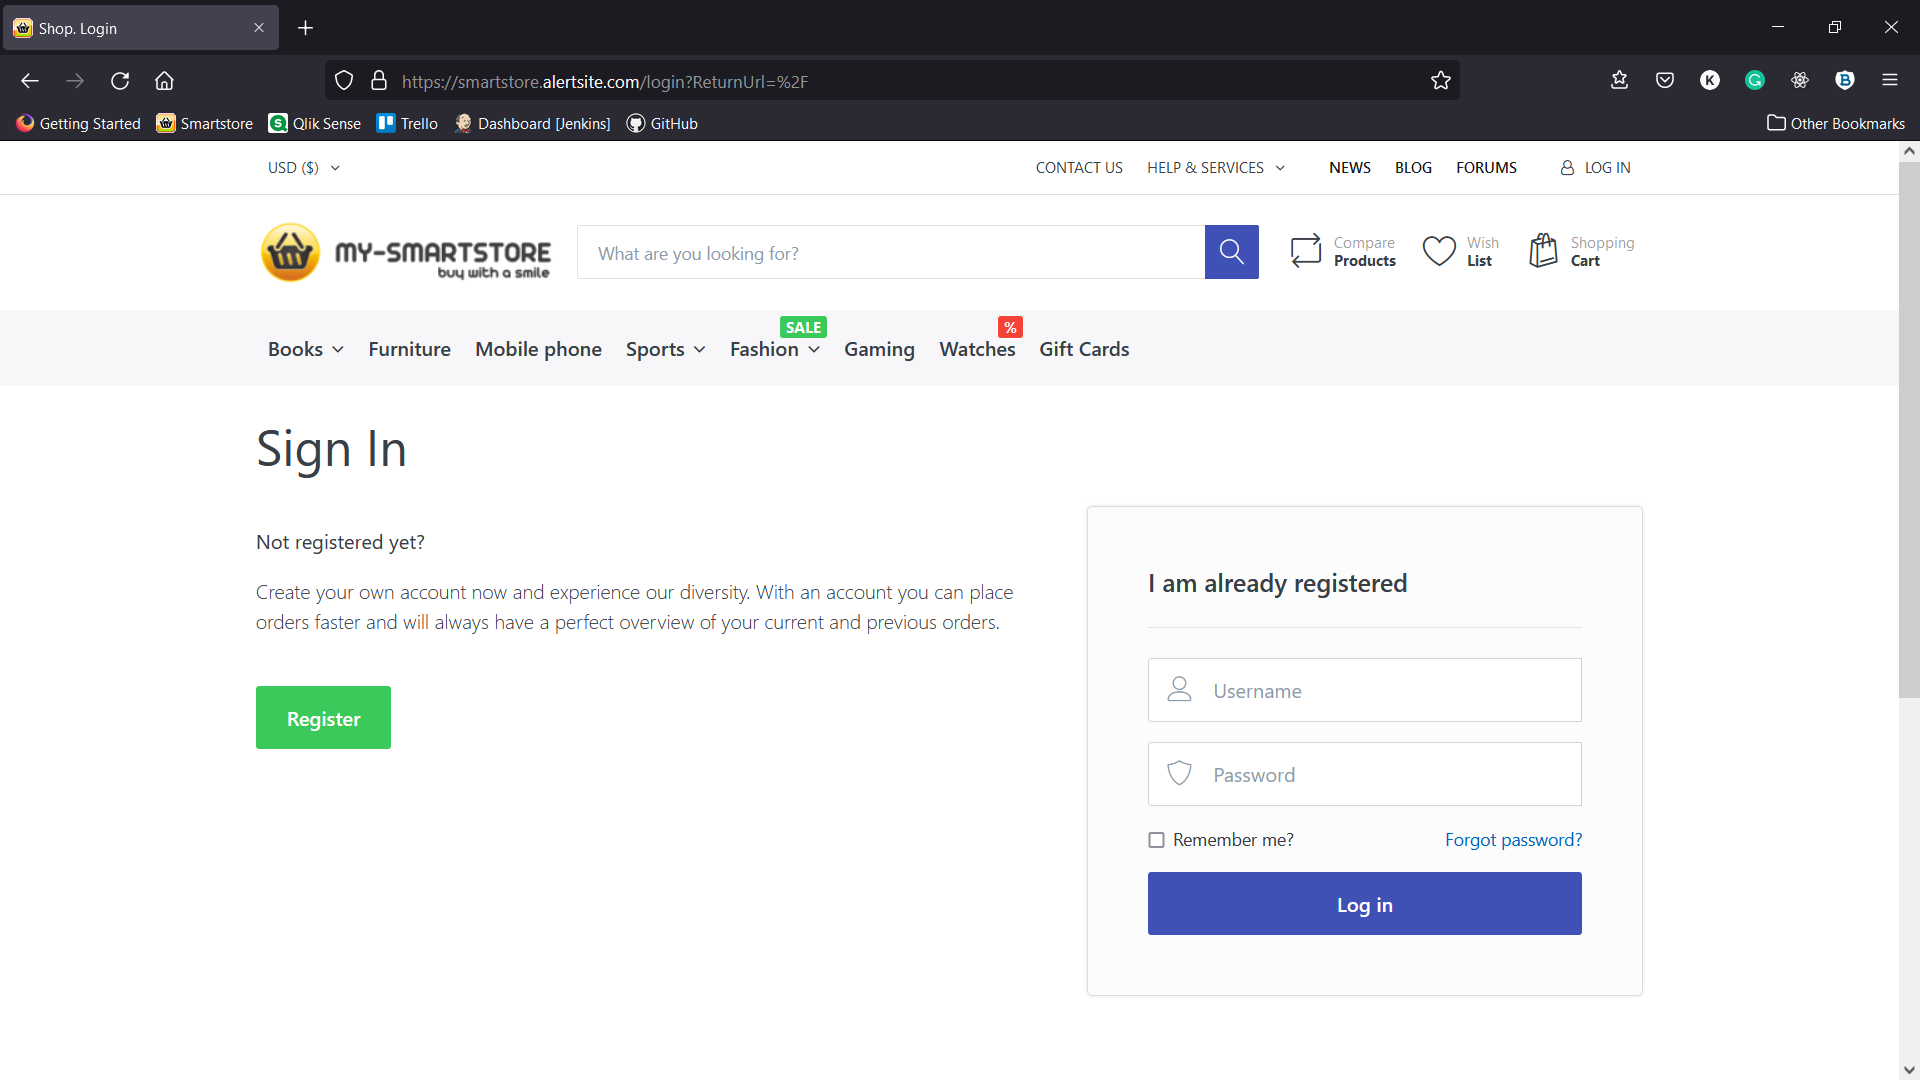 Shop. Login
https://smartstore.alertsite.com/login?ReturnUrl=%2F
Getting Started
Smartstore
Qlik Sense
Trello
Dashboard [Jenkins]
GitHub
Other Bookmarks
USD ($)
CONTACT US
HELP & SERVICES
NEWS
BLOG
FORUMS
LOG IN
MY-SMARTSTORE
buy with a smile
What are you looking for?
Compare
Products
Wish
List
Shopping
Cart
SALE
%
Books
Furniture
Mobile phone
Sports
Fashion
Gaming
Watches
Gift Cards
Sign In
Not registered yet?
Create your own account now and experience our diversity. With an account you can place
orders faster and will always have a perfect overview of your current and previous orders.
Register
I am already registered
Username
Password
Remember me?
Forgot password?
Log in